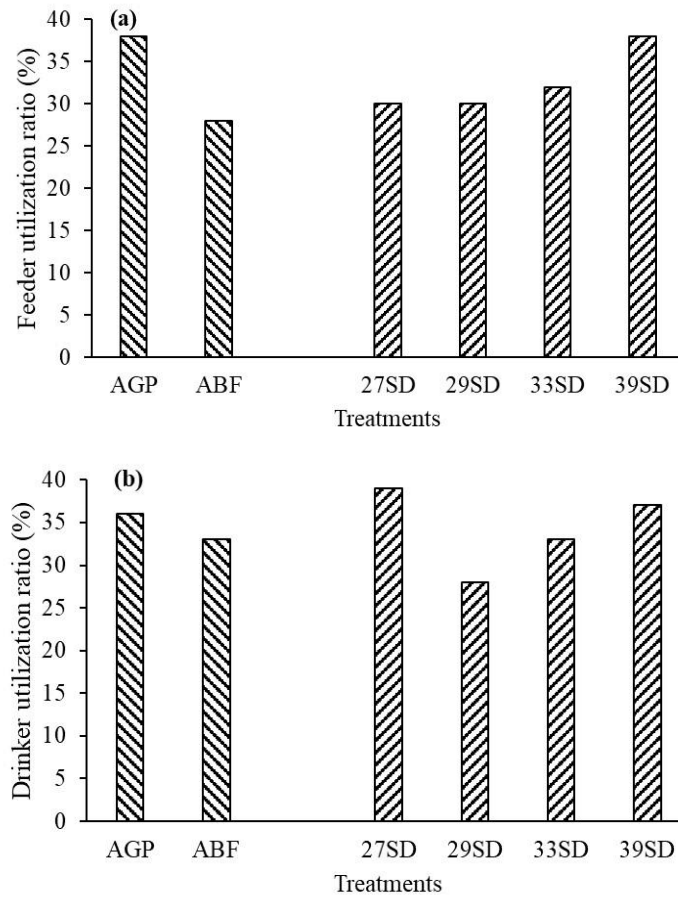 (a)
Feeder utilization ratio (%)
40
35
30
25
20
15
10
5
0
AGP ABF 27SD 29SD 33SD 39SD
Treatments
(b)
Drinker utilization ratio (%)
40
35
30
25
20
15
10
5
0
AGP ABF 27SD 29SD 33SD 39SD
Treatments